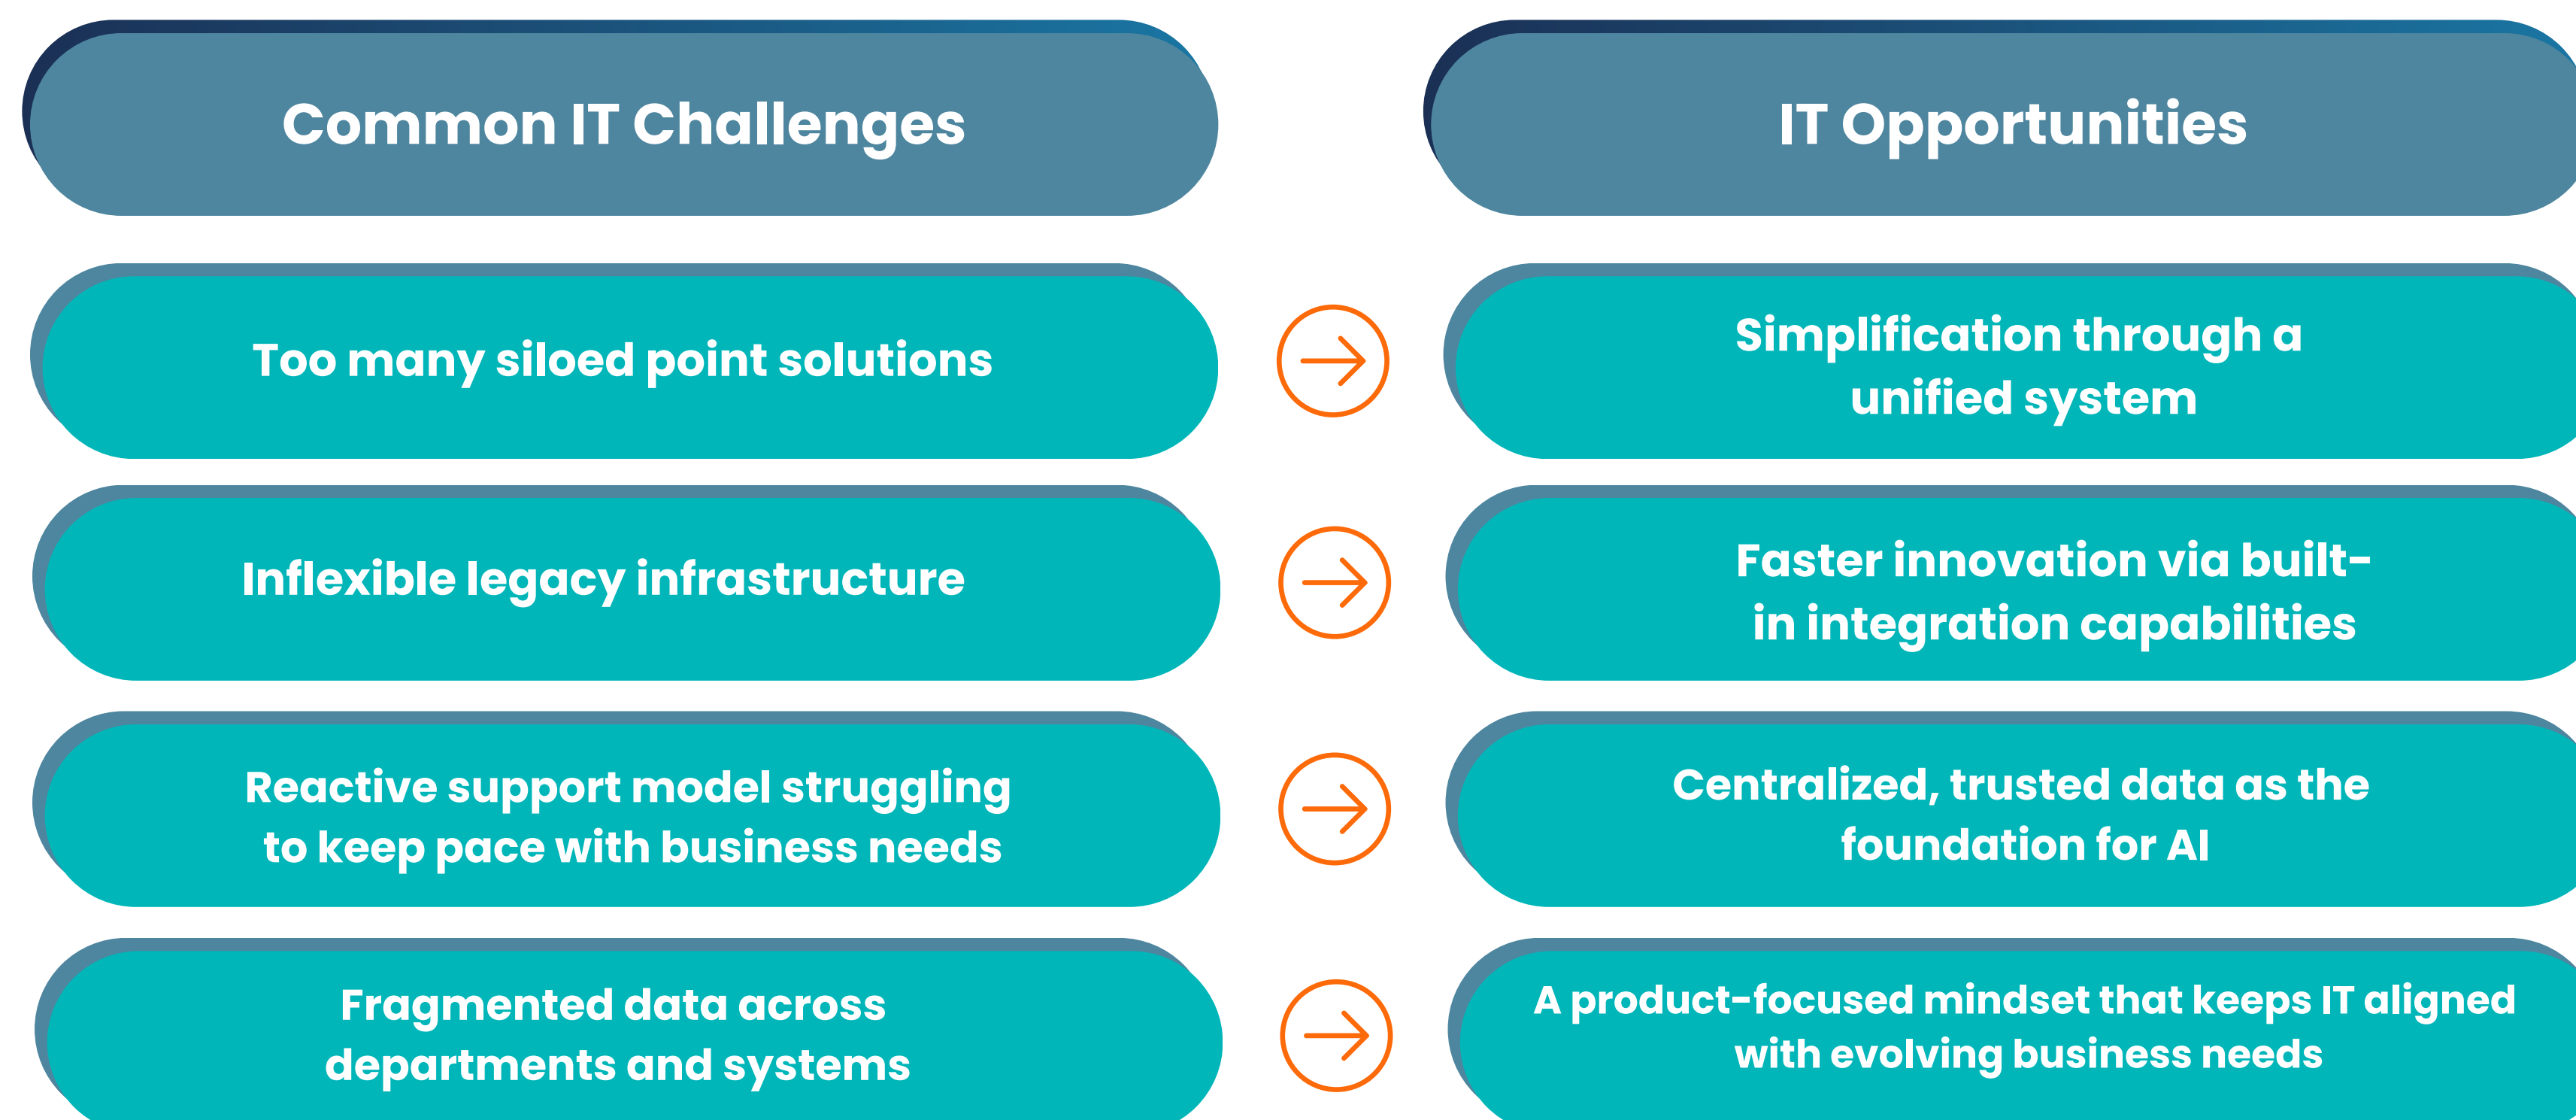 Common IT Challenges
IT Opportunities
Too many siloed point solutions
Simplification through a
unified system
Inflexible legacy infrastructure
Faster innovation via built-
in integration capabilities
Reactive support model struggling
to keep pace with business needs
Centralized, trusted data as the
foundation for AI
Fragmented data across
departments and systems
A product-focused mindset that keeps IT aligned
with evolving business needs